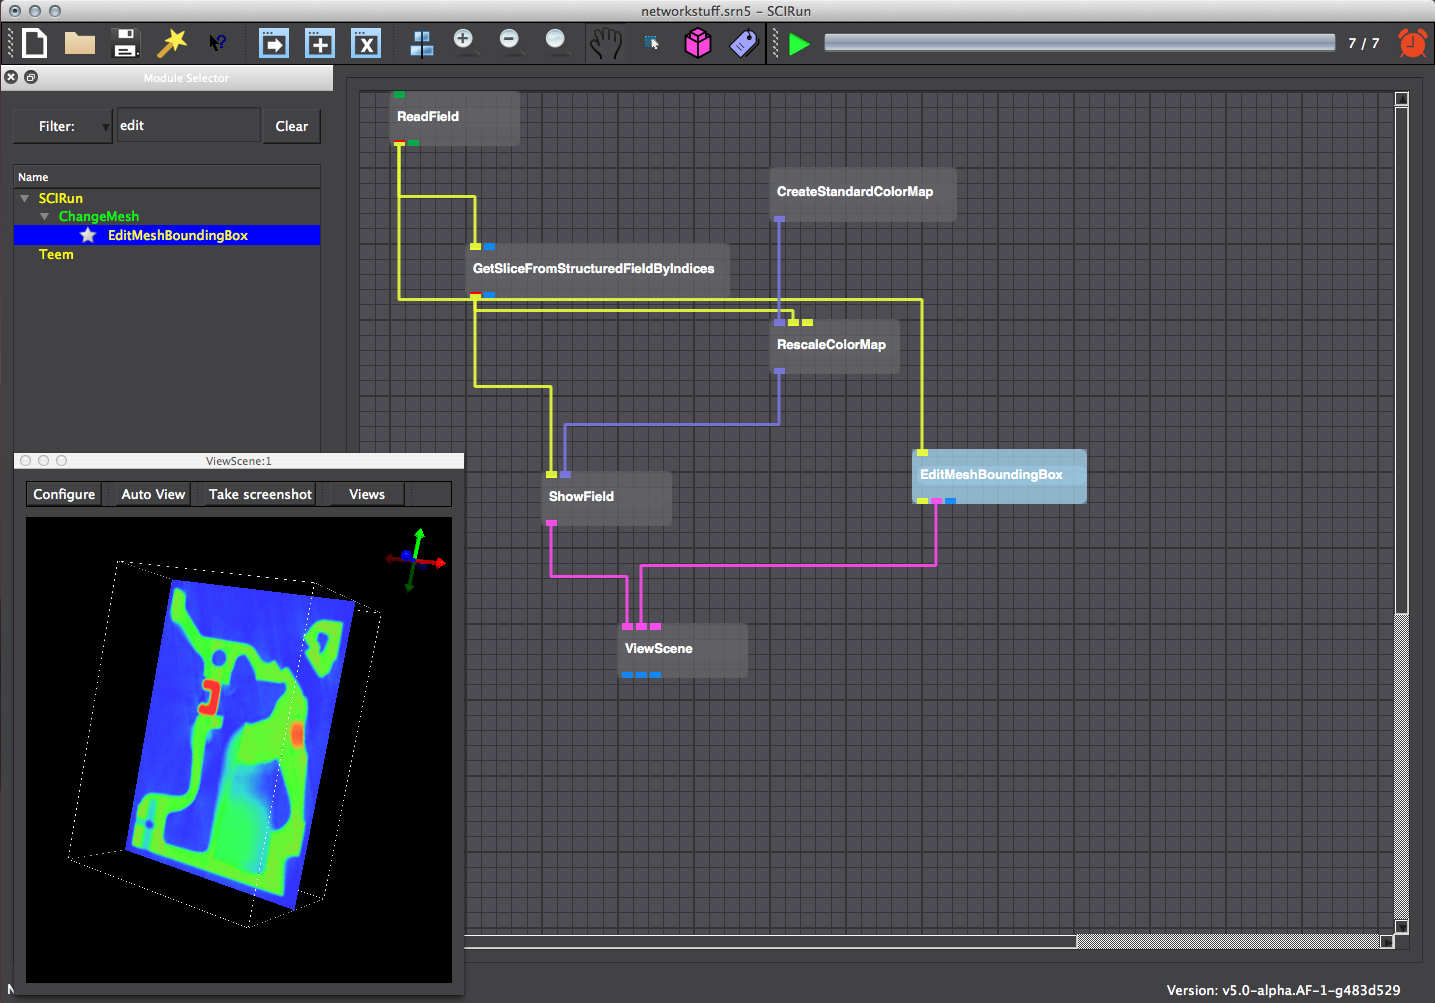 networkstuff.srn5 - SCIRun
7 / 7
Module Selector
Filter:
edit
Clear
Name
SCIRun
ChangeMesh
EditMeshBoundingBox
Teem
ReadField
CreateStandardColorMap
GetSliceFromStructuredFieldByIndices
RescaleColorMap
EditMeshBoundingBox
ShowField
ViewScene
ViewScene:1
Configure
Auto View
Take screenshot
Views
Version: v5.0-alpha.AF-1-g483d529